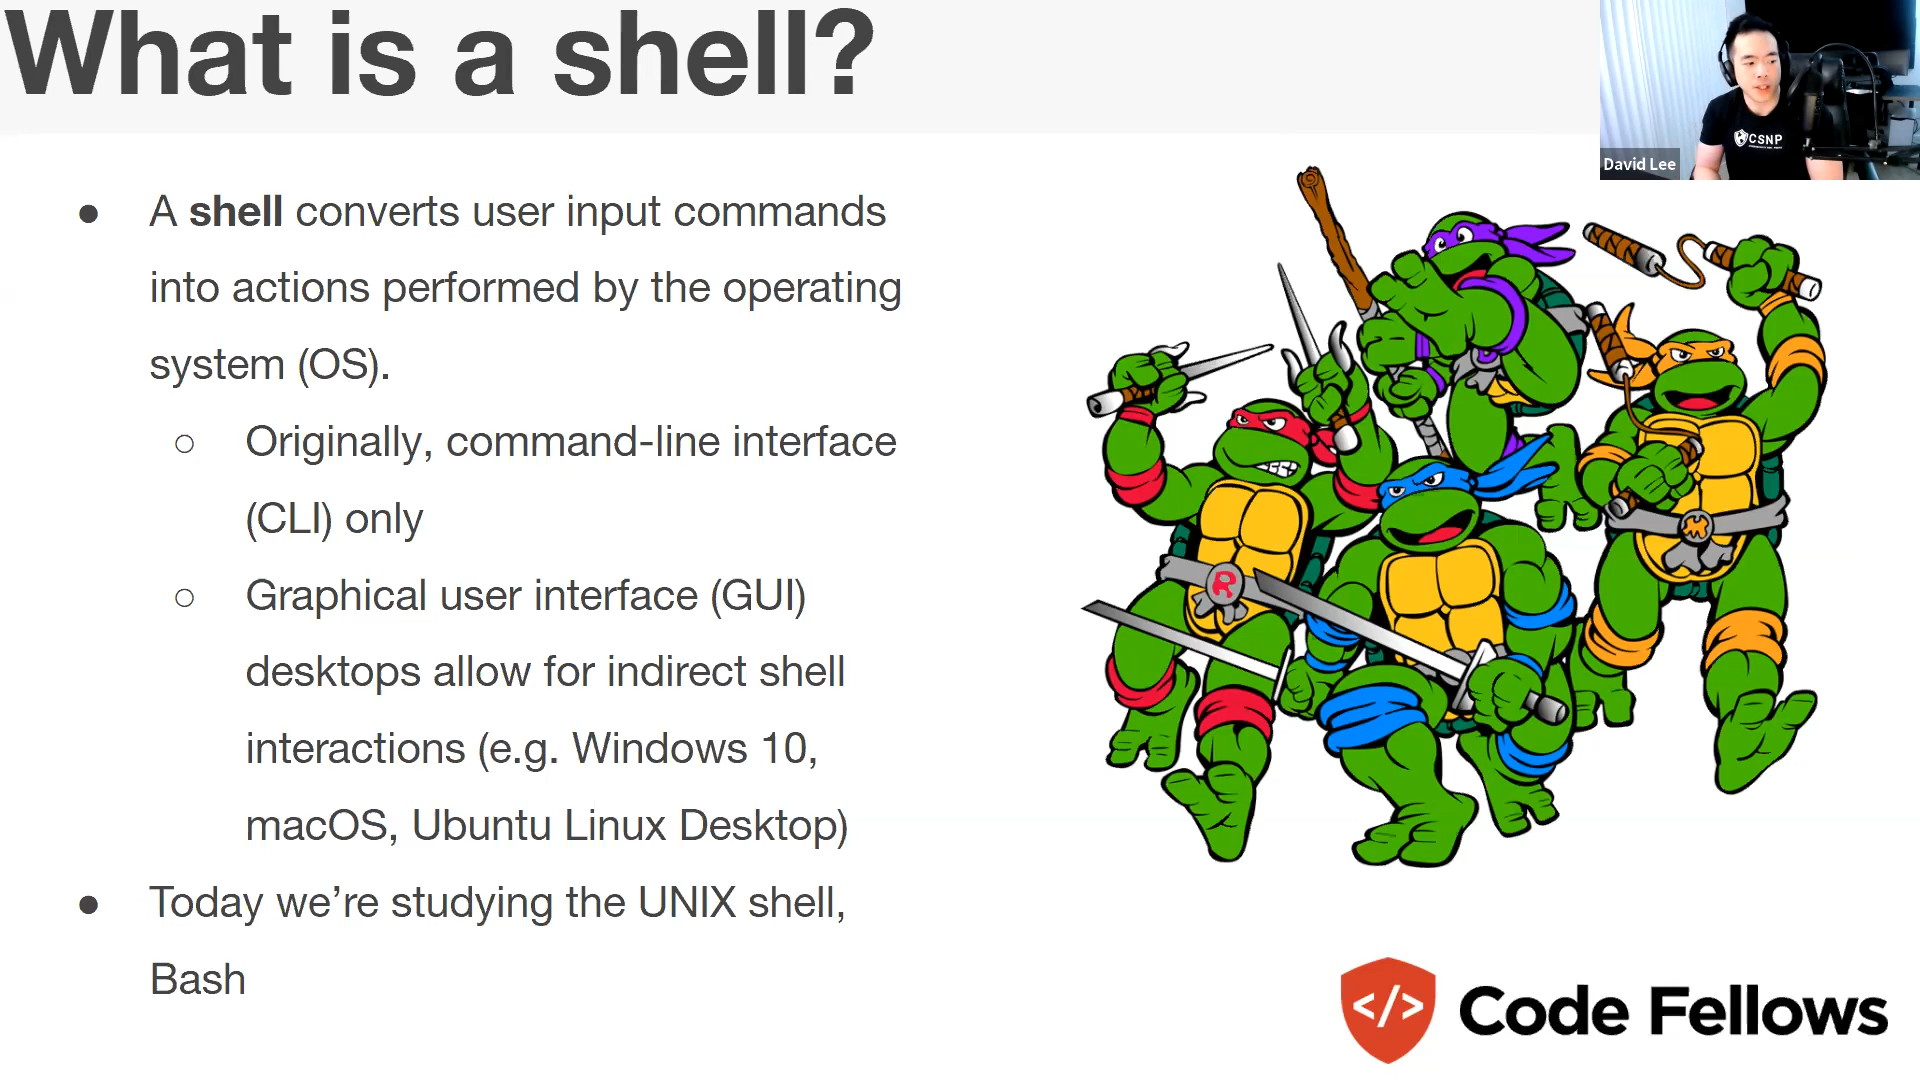 What is a shell?
CSNP
David Lee
● A shell converts user input commands
into actions performed by the operating
system (OS).
○ Originally, command-line interface
(CLI) only
○ Graphical user interface (GUI)
desktops allow for indirect shell
interactions (e.g. Windows 10,
macOS, Ubuntu Linux Desktop)
● Today we’re studying the UNIX shell,
Bash
R
</> Code Fellows